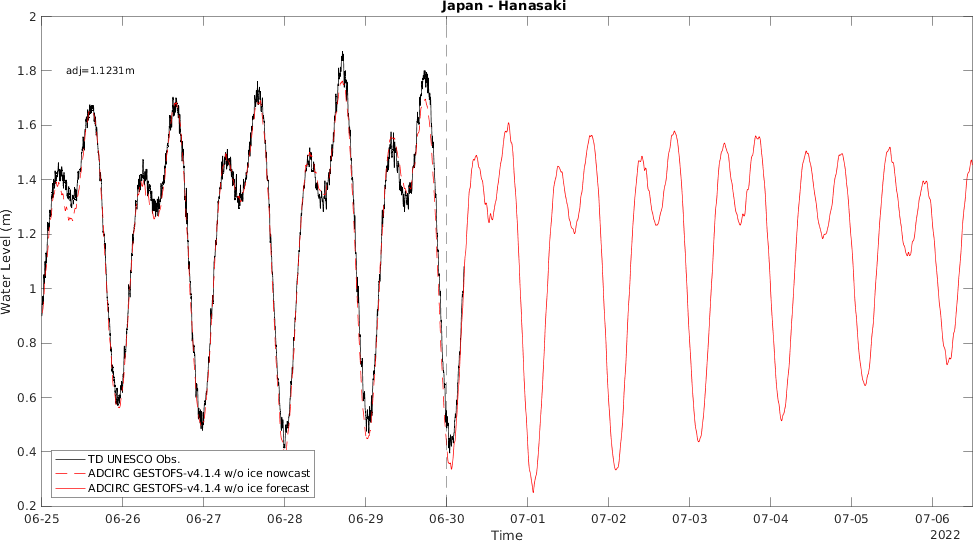 Japan - Hanasaki
2
1.8
1.6
1.4
1.2
1
0.8
0.6
0.4
0.2
Water Level (m)
adj=1.1231m
TD UNESCO Obs.
ADCIRC GESTOFS-v4.1.4 w/o ice nowcast
ADCIRC GESTOFS-v4.1.4 w/o ice forecast
06-25 06-26 06-27 06-28 06-29 06-30 07-01 07-02 07-03 07-04 07-05 07-06
Time
2022